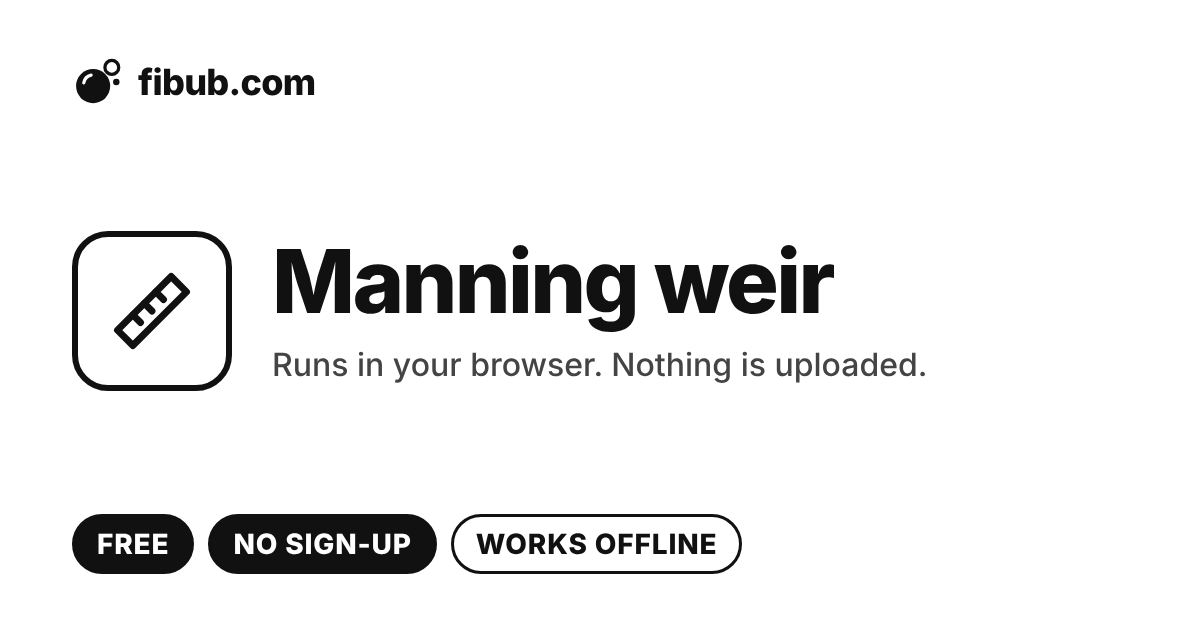 fibub.com
Manning weir
Runs in your browser. Nothing is uploaded.
FREE NO SIGN-UP WORKS OFFLINE